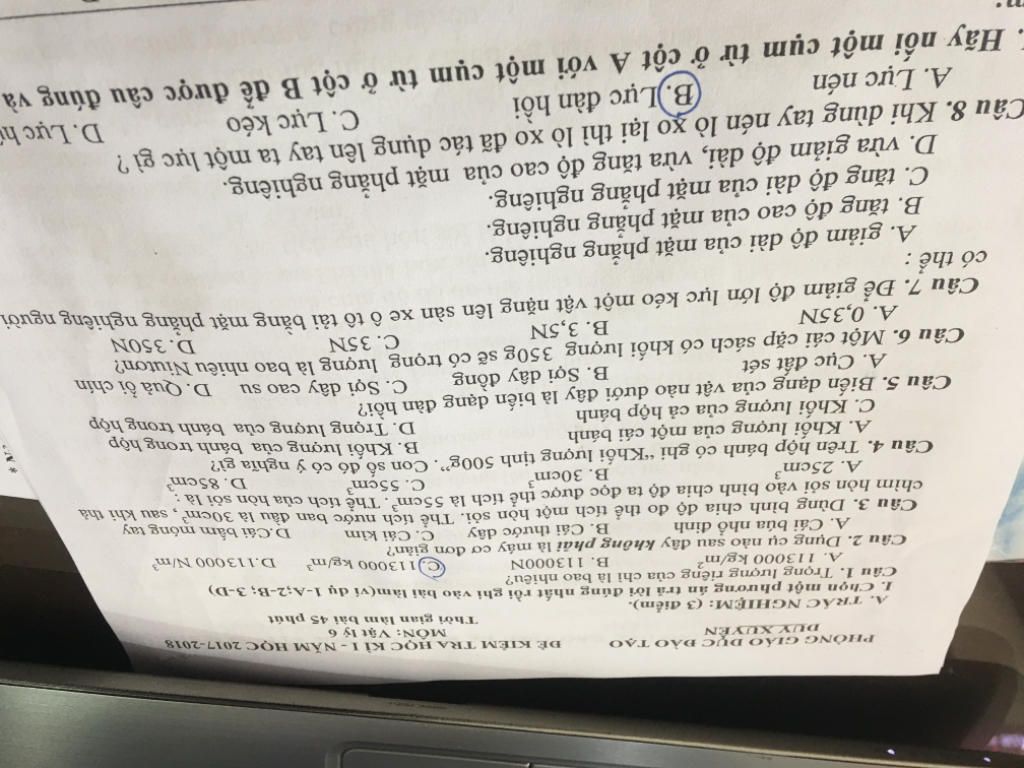 PHÒNG GIÁO DỤC ĐÀO TẠO ĐỀ KIỂM TRA HỌC KÌ I - NĂM HỌC 2017-2018
DUY XUYÊN MÔN: Vật lý 6
Thời gian làm bài 45 phút
A. TRẮC NGHIỆM: (3 điểm).
I. Chọn một phương án trả lời đúng nhất rồi ghi vào bài làm(ví dụ 1-A;2-B; 3-D)
Câu 1. Trọng lượng riêng của chì là bao nhiêu?
A. 113000 kg/m² B. 113000N C. 113000 kg/m³ D.113000 N/m³
Câu 2. Dụng cụ nào sau đây không phải là máy cơ đơn giản?
A. Cái búa nhổ đinh B. Cái thước dây C. Cái kìm D.Cái bấm móng tay
Câu 3. Dùng bình chia độ đo thể tích một hòn sỏi. Thể tích nước ban đầu là 30cm³, sau khi thả
chìm hòn sỏi vào bình chia độ ta đọc được thể tích là 55cm³. Thể tích của hòn sỏi là :
A. 25cm³ B. 30cm³ C. 55cm³ D. 85cm³
Câu 4. Trên hộp bánh có ghi “Khối lượng tịnh 500g”. Con số đó có ý nghĩa gì?
A. Khối lượng của một cái bánh B. Khối lượng của bánh trong hộp
C. Khối lượng của cả hộp bánh D. Trọng lượng của bánh trong hộp
Câu 5. Biến dạng của vật nào dưới đây là biến dạng đàn hồi?
A. Cục đất sét B. Sợi dây đồng C. Sợi dây cao su D. Quả ổi chín
Câu 6. Một cái cặp sách có khối lượng 350g sẽ có trọng lượng là bao nhiêu Niutơn?
A. 0,35N B. 3,5N C. 35N D. 350N
Câu 7. Để giảm độ lớn lực kéo một vật nặng lên sàn xe ô tô tải bằng mặt phẳng nghiêng người
có thể :
A. giảm độ dài của mặt phẳng nghiêng.
B. tăng độ cao của mặt phẳng nghiêng.
C. tăng độ dài của mặt phẳng nghiêng.
D. vừa giảm độ dài, vừa tăng độ cao của mặt phẳng nghiêng.
Câu 8. Khi dùng tay nén lò xo lại thì lò xo đã tác dụng lên tay ta một lực gì ?
A. Lực nén B. Lực đàn hồi C. Lực kéo D. Lực
. Hãy nối một cụm từ ở cột A với một cụm từ ở cột B để được câu đúng và